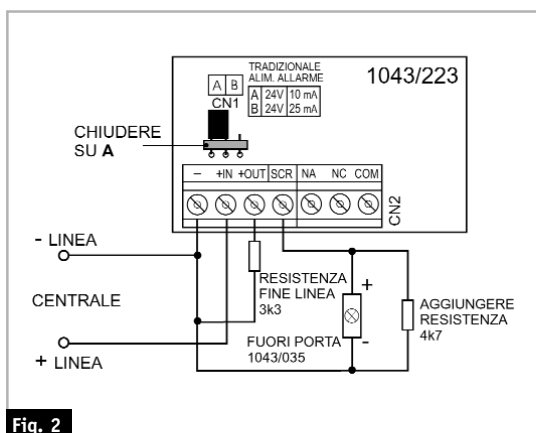 TRADIZIONALE
ALIM. ALLARME
1043/223
A B
A 24V 10 mA
B 24V 25 mA
CN1
CHIUDERE
SU A
– +IN +OUT SCR NA NC COM
CN2
- LINEA
CENTRALE
+ LINEA
RESISTENZA
FINE LINEA
3k3
+
FUORI PORTA
1043/035
-
AGGIUNGERE
RESISTENZA
4k7
Fig. 2